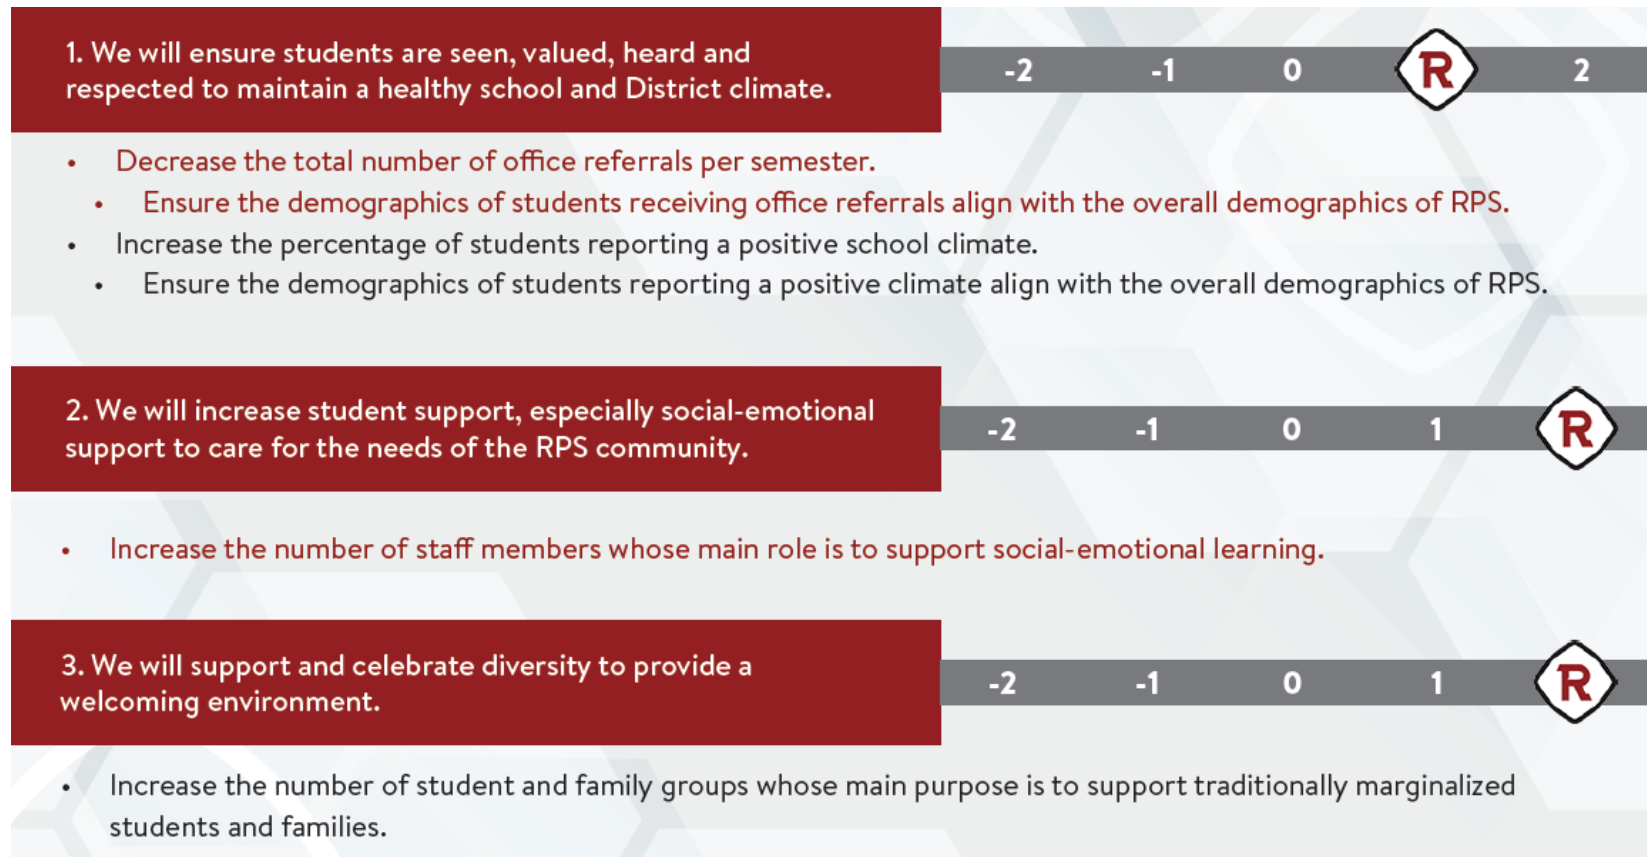 1. We will ensure students are seen, valued, heard and
respected to maintain a healthy school and District climate.
-2 -1 0 R 2
• Decrease the total number of office referrals per semester.
• Ensure the demographics of students receiving office referrals align with the overall demographics of RPS.
• Increase the percentage of students reporting a positive school climate.
• Ensure the demographics of students reporting a positive climate align with the overall demographics of RPS.
2. We will increase student support, especially social-emotional
support to care for the needs of the RPS community.
-2 -1 0 1 R
• Increase the number of staff members whose main role is to support social-emotional learning.
3. We will support and celebrate diversity to provide a
welcoming environment.
-2 -1 0 1 R
• Increase the number of student and family groups whose main purpose is to support traditionally marginalized
students and families.